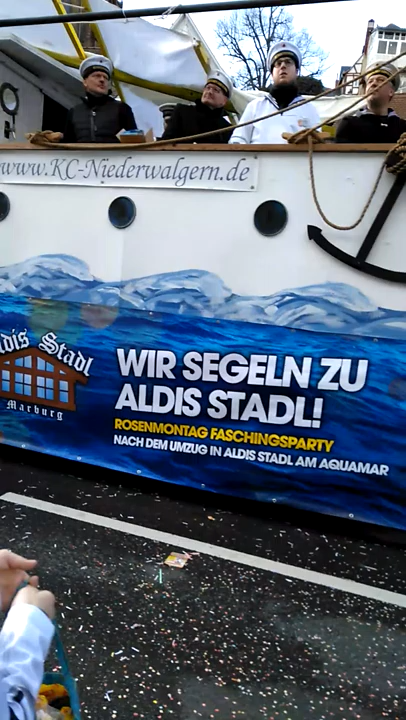 www.KC-Niederwalgern.de
Stadl
Marburg
WIR SEGELN ZU
ALDIS STADL!
ROSENMONTAG FASCHINGSPARTY
NACH DEM UMZUG IN ALDIS STADL AM AQUAMAR